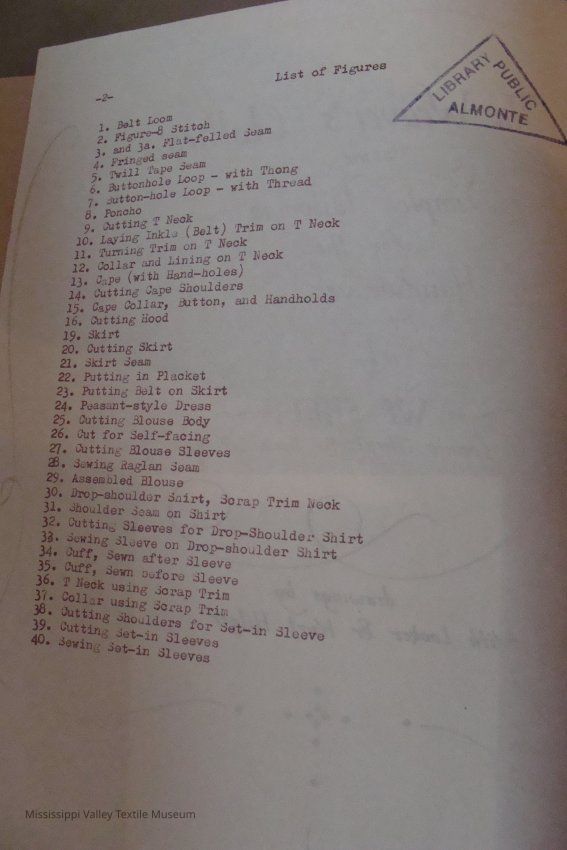 List of Figures
-2-
LIBRARY PUBLIC
ALMONTE
1. Belt Loom
2. Figure-8 Stitch
3. and 3a. Flat-felled Seam
4. Fringed seam
5. Twill Tape Seam
6. Buttonhole Loop - with Thong
7. Button-hole Loop - with Thread
8. Poncho
9. Cutting T Neck
10. Laying Inkle (Belt) Trim on T Neck
11. Turning Trim on T Neck
12. Collar and Lining on T Neck
13. Cape (with Hand-holes)
14. Cutting Cape Shoulders
15. Cape Collar, Button, and Handholds
16. Cutting Hood
19. Skirt
20. Cutting Skirt
21. Skirt Seam
22. Putting in Placket
23. Putting Belt on Skirt
24. Peasant-style Dress
25. Cutting Blouse Body
26. Cut for Self-facing
27. Cutting Blouse Sleeves
28. Sewing Raglan Seam
29. Assembled Blouse
30. Drop-shoulder Shirt, Scrap Trim Neck
31. Shoulder Seam on Shirt
32. Cutting Sleeves for Drop-Shoulder Shirt
33. Sewing Sleeve on Drop-shoulder Shirt
34. Cuff, Sewn after Sleeve
35. Cuff, Sewn before Sleeve
36. T Neck using Scrap Trim
37. Collar using Scrap Trim
38. Cutting Shoulders for Set-in Sleeve
39. Cutting Set-in Sleeves
40. Sewing Set-in Sleeves
drawings by
Mississippi Valley Textile Museum